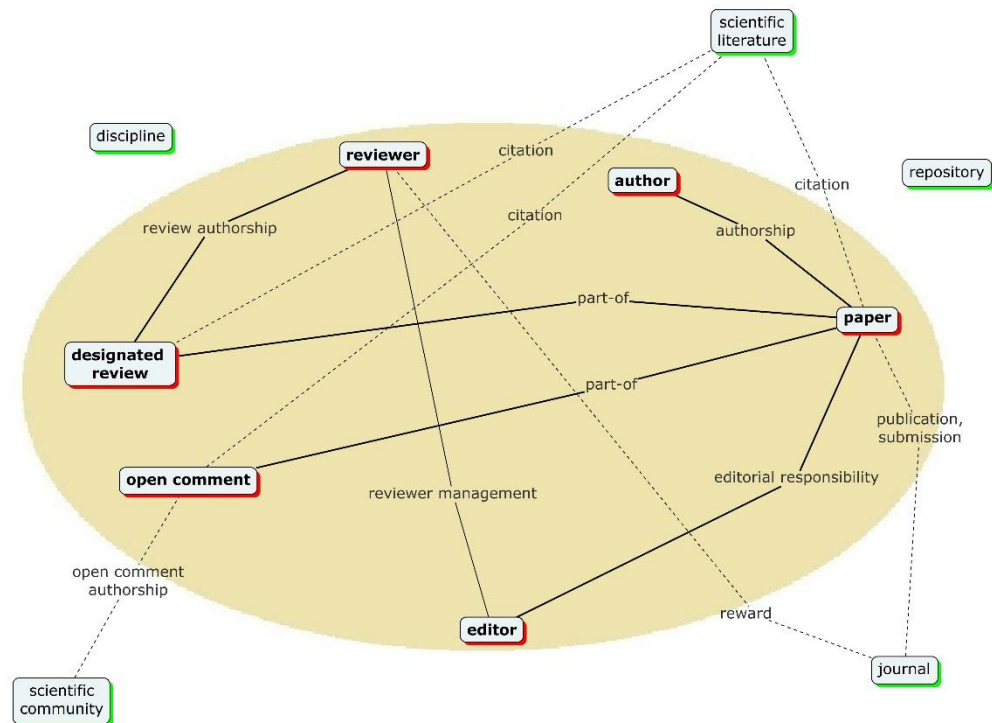 scientific
literature
discipline
reviewer
citation
author
repository
citation
citation
review authorship
authorship
part-of
paper
designated
review
part-of
publication,
submission
open comment
reviewer management
editorial responsibility
open comment
authorship
editor
reward
journal
scientific
community